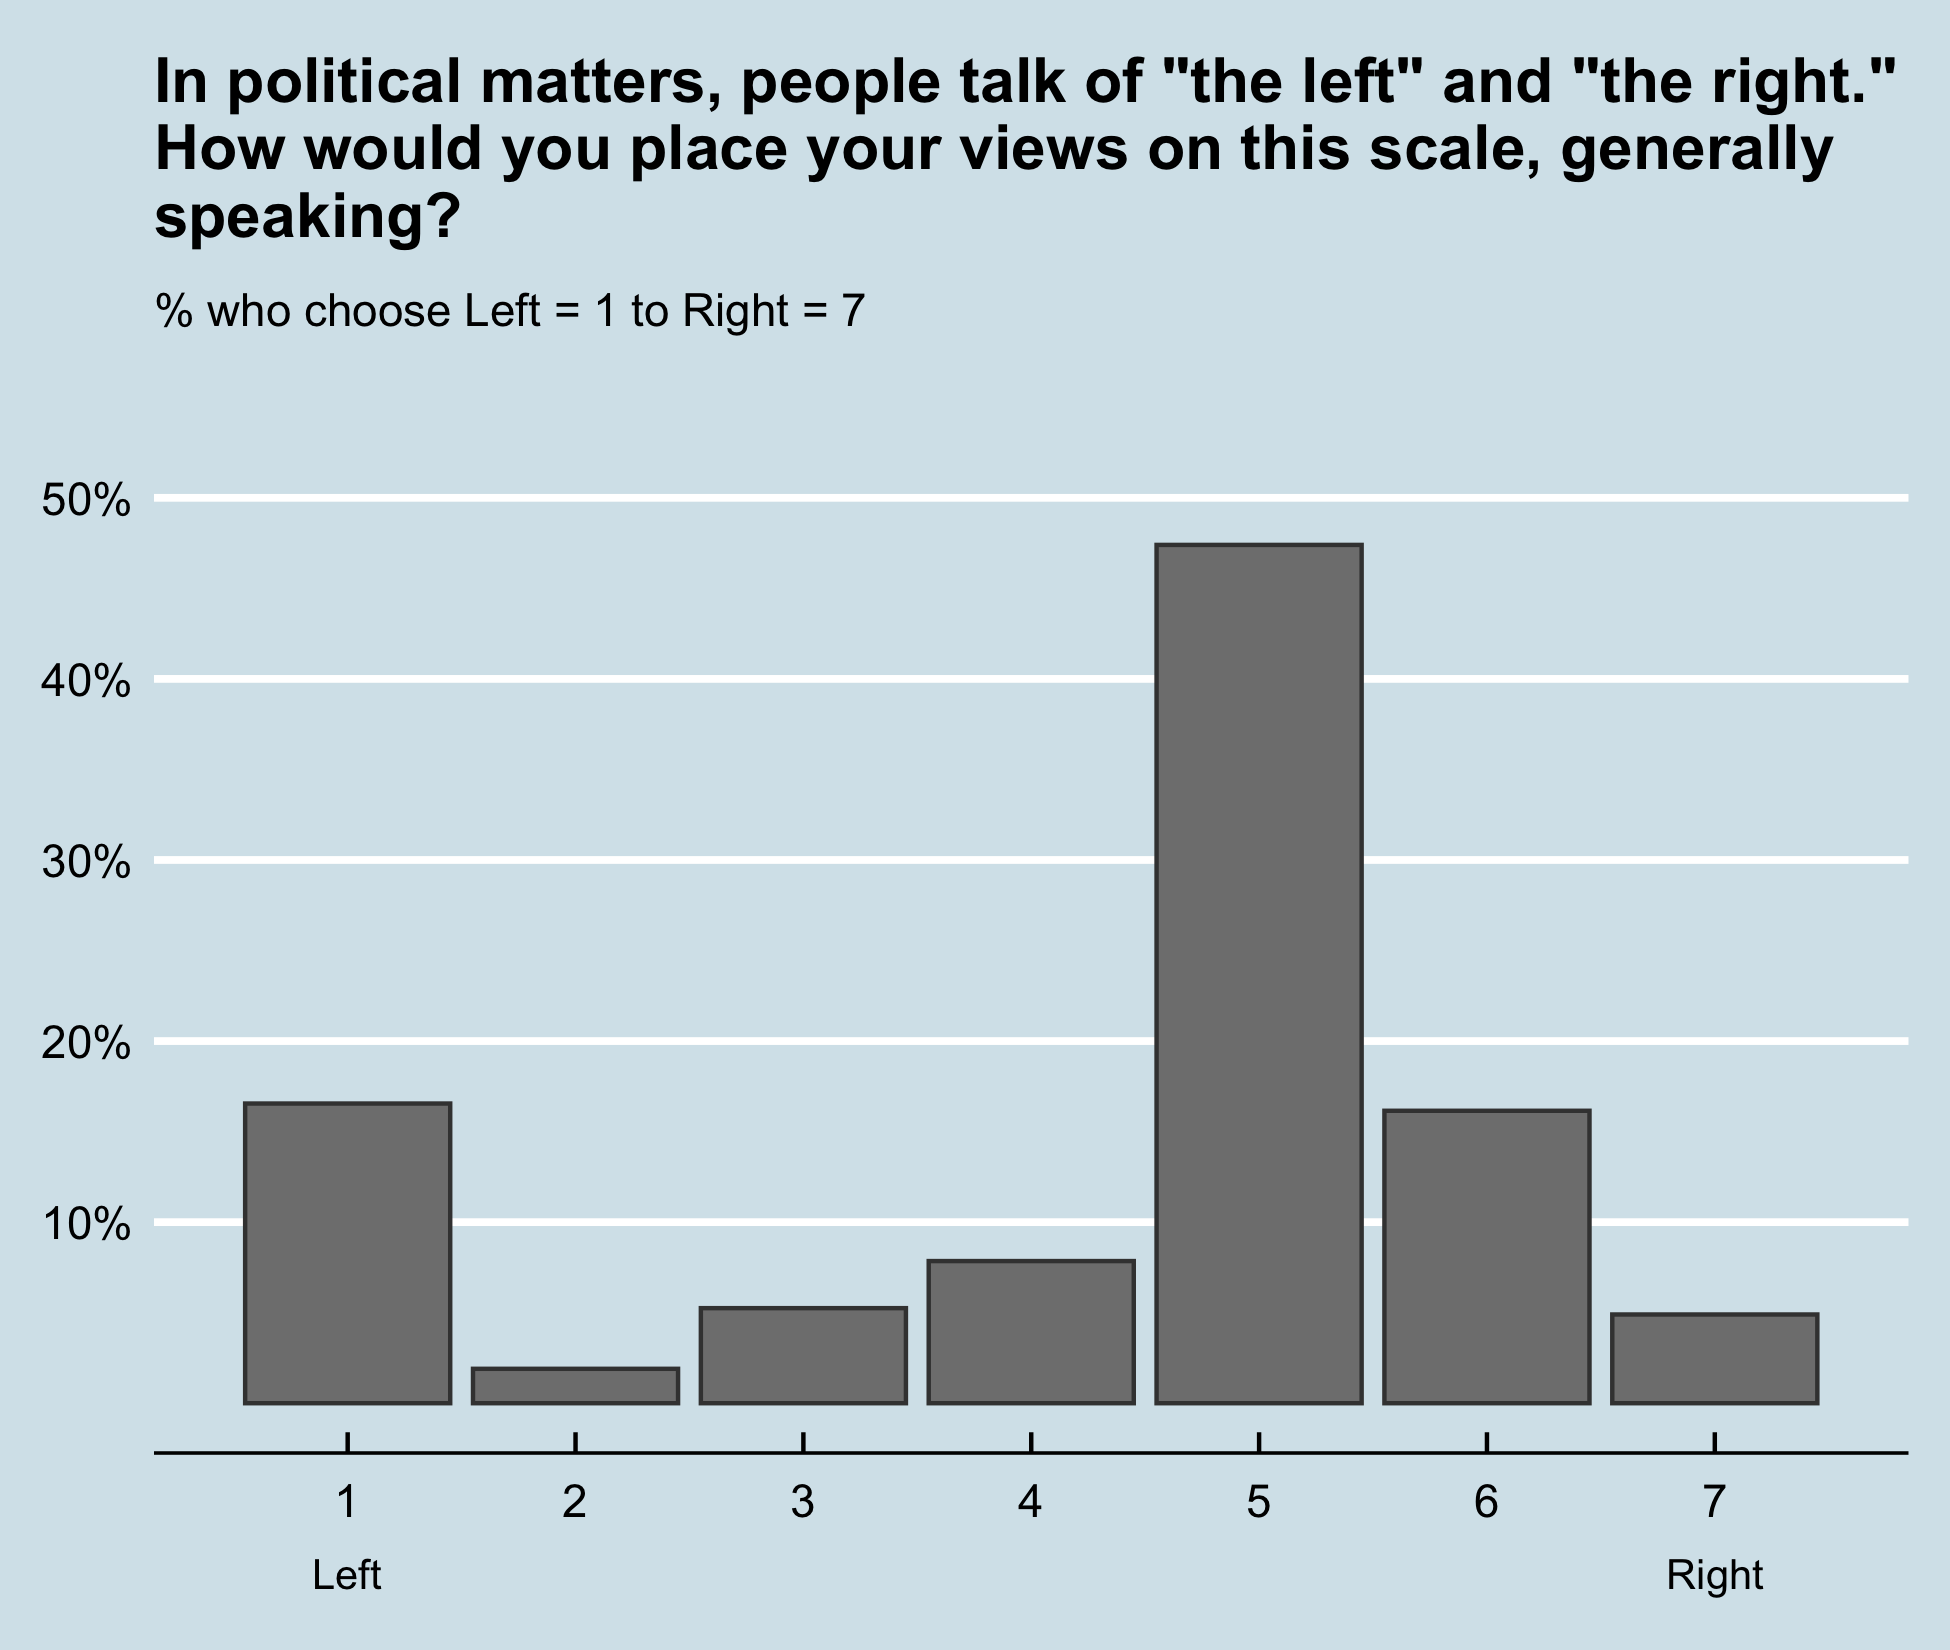 In political matters, people talk of "the left" and "the right."
How would you place your views on this scale, generally
speaking?
% who choose Left = 1 to Right = 7
50%
40%
30%
20%
10%
1 2 3 4 5 6 7
Left Right